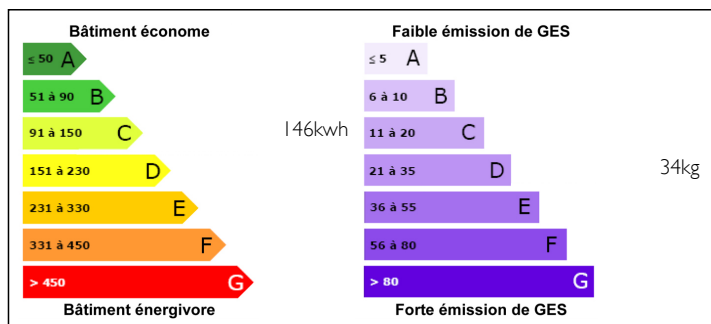 Bâtiment économe
≤ 50 A
51 à 90 B
91 à 150 C
146kwh
151 à 230 D
231 à 330 E
331 à 450 F
> 450 G
Bâtiment énergivore
Faible émission de GES
≤ 5 A
6 à 10 B
11 à 20 C
21 à 35 D
34kg
36 à 55 E
56 à 80 F
> 80 G
Forte émission de GES